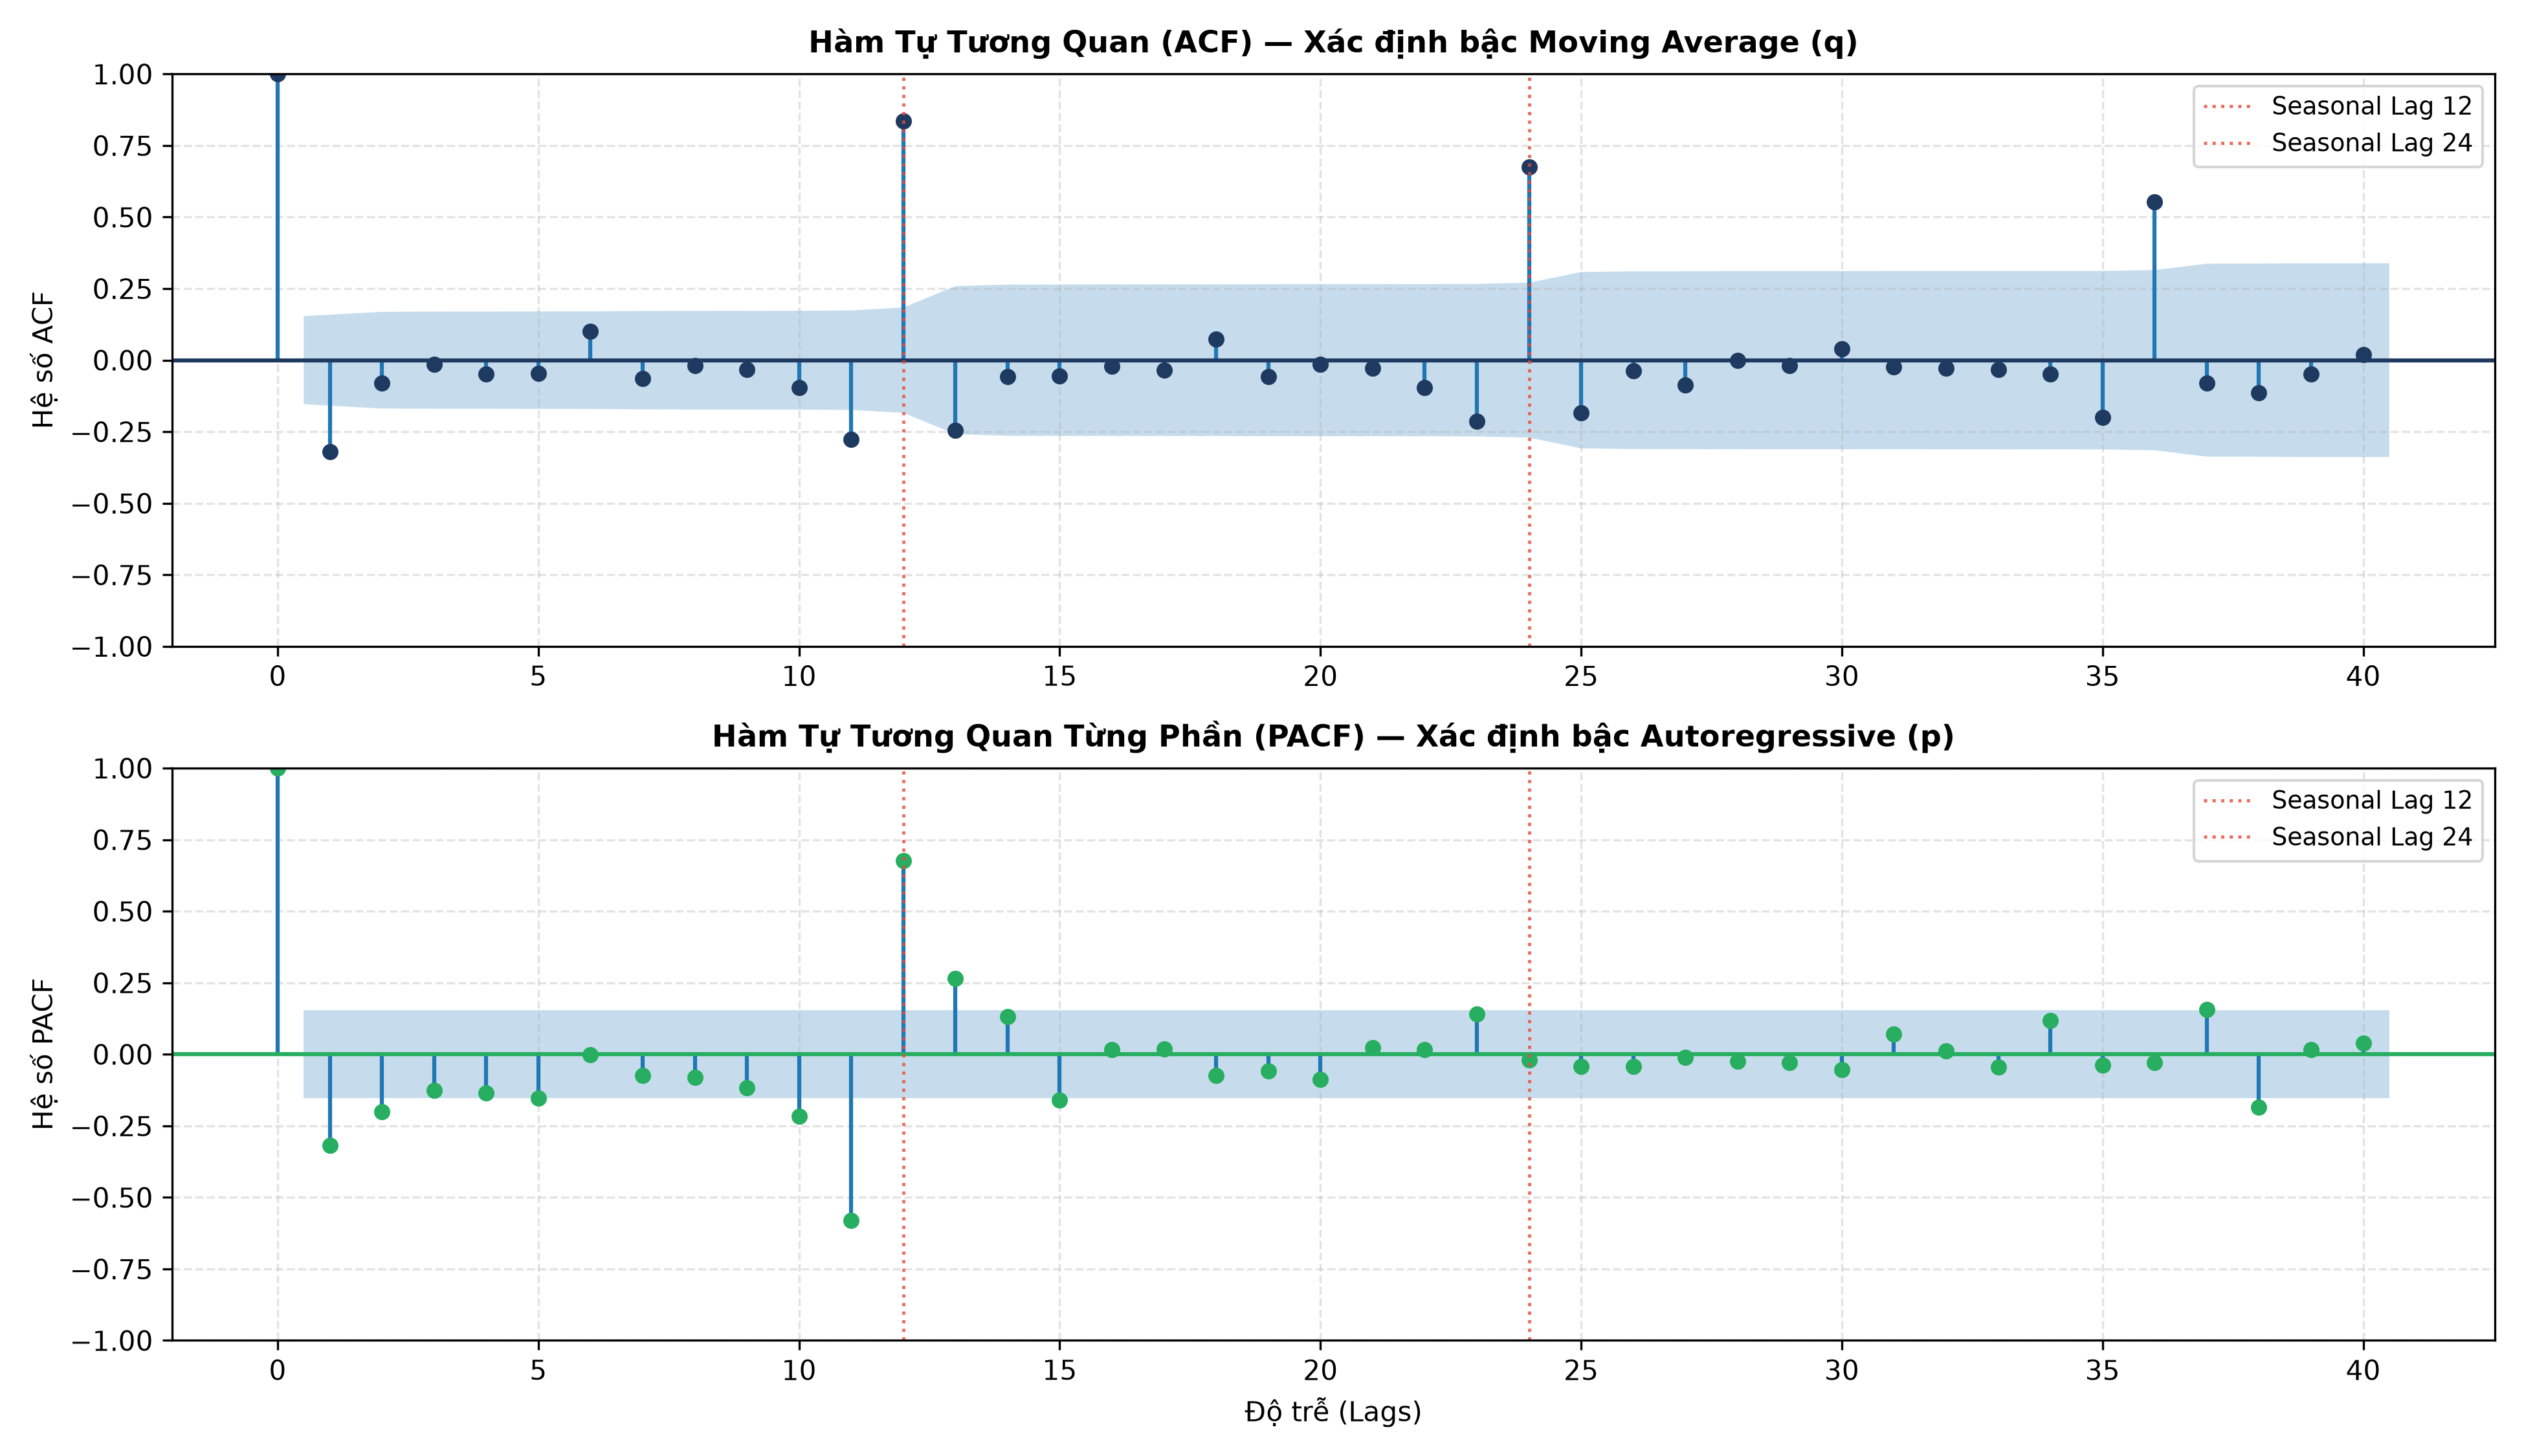 Hàm Tự Tương Quan (ACF) — Xác định bậc Moving Average (q)
Hệ số ACF
1.00
0.75
0.50
0.25
0.00
−0.25
−0.50
−0.75
−1.00
Seasonal Lag 12
Seasonal Lag 24
0 5 10 15 20 25 30 35 40
Hàm Tự Tương Quan Từng Phần (PACF) — Xác định bậc Autoregressive (p)
Hệ số PACF
1.00
0.75
0.50
0.25
0.00
−0.25
−0.50
−0.75
−1.00
Seasonal Lag 12
Seasonal Lag 24
0 5 10 15 20 25 30 35 40
Độ trễ (Lags)